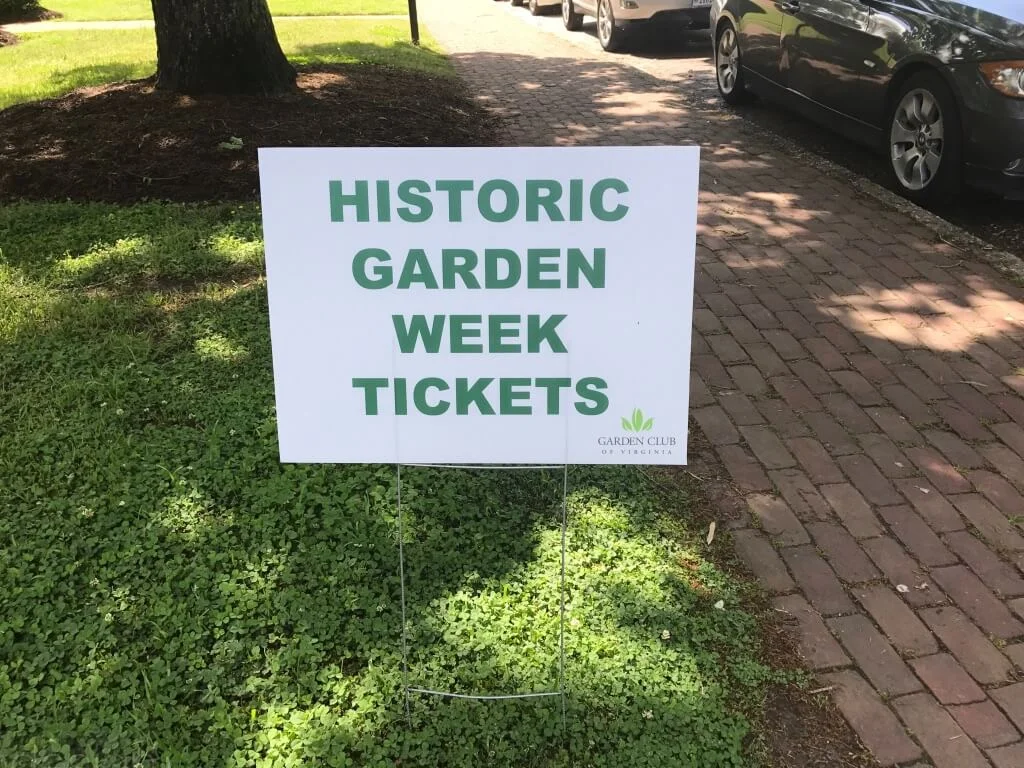 HISTORIC
GARDEN
WEEK
TICKETS
GARDEN CLUB
OF VIRGINIA